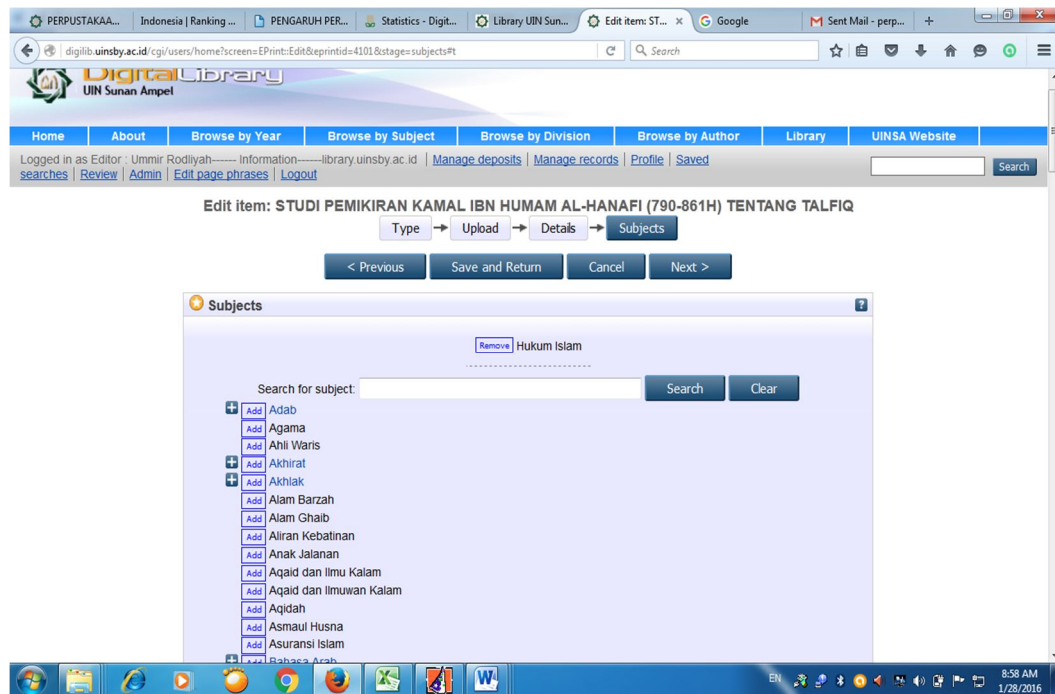 PERPUSTAKAA... Indonesia | Ranking ... PENGARUH PER... Statistics - Digit... Library UIN Sun... Edit item: ST... × Google Sent Mail - perp... +
digilib.uinsby.ac.id/cgi/users/home?screen=EPrint::Edit&eprintid=4101&stage=subjects#t Search
DigitalLibrary
UIN Sunan Ampel
Home About Browse by Year Browse by Subject Browse by Division Browse by Author Library UINSA Website
Logged in as Editor : Ummir Rodliyah------ Information------library.uinsby.ac.id | Manage deposits | Manage records | Profile | Saved
searches | Review | Admin | Edit page phrases | Logout Search
Edit item: STUDI PEMIKIRAN KAMAL IBN HUMAM AL-HANAFI (790-861H) TENTANG TALFIQ
Type → Upload → Details → Subjects
< Previous Save and Return Cancel Next >
Subjects ?
Remove Hukum Islam
Search for subject: Search Clear
Add Adab
Add Agama
Add Ahli Waris
Add Akhirat
Add Akhlak
Add Alam Barzah
Add Alam Ghaib
Add Aliran Kebatinan
Add Anak Jalanan
Add Aqaid dan Ilmu Kalam
Add Aqaid dan Ilmuwan Kalam
Add Aqidah
Add Asmaul Husna
Add Asuransi Islam
Add Bahasa Arab
EN 8:58 AM
1/28/2016